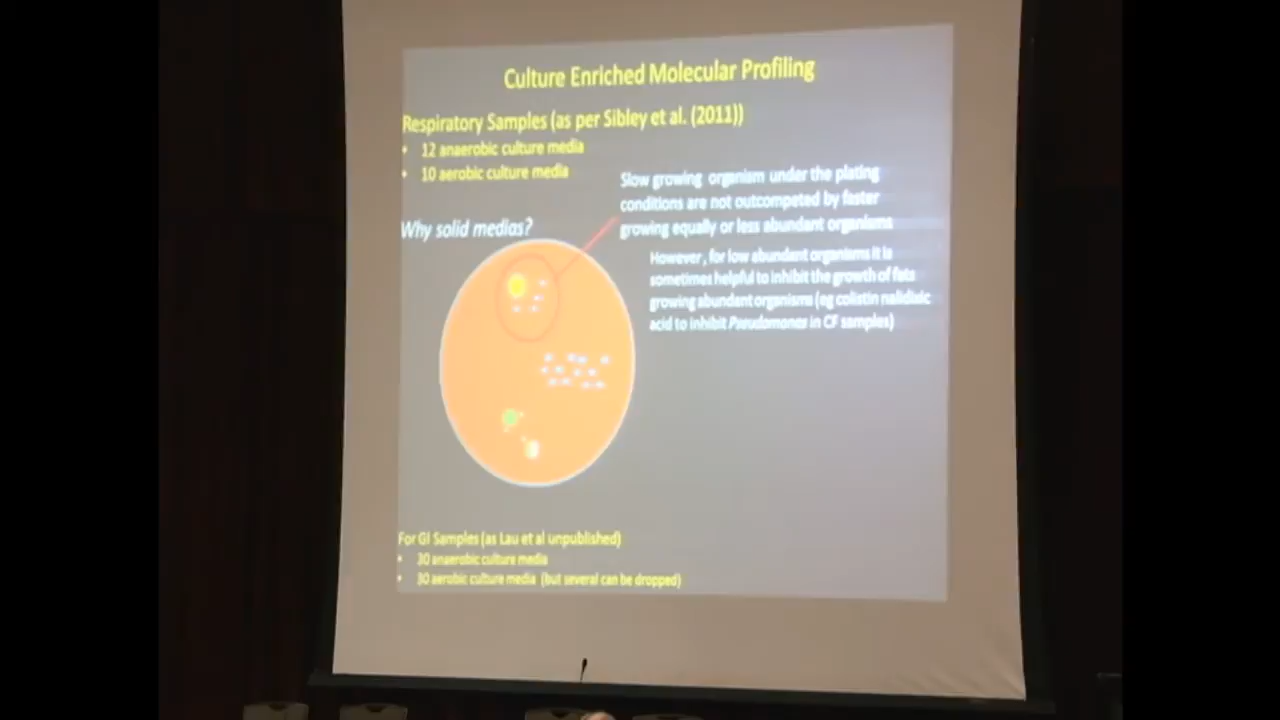 Culture Enriched Molecular Profiling
Respiratory Samples (as per Sibley et al. (2011))
• 12 anaerobic culture media
• 10 aerobic culture media
Slow growing organism under the plating
conditions are not outcompeted by faster
growing equally or less abundant organisms
Why solid medias?
However, for low abundant organisms it is
sometimes helpful to inhibit the growth of fats
growing abundant organisms (eg colistin nalidixic
acid to inhibit Pseudomonas in CF samples)
For GI Samples (as Lau et al unpublished)
• 30 anaerobic culture media
• 30 aerobic culture media (but several can be dropped)